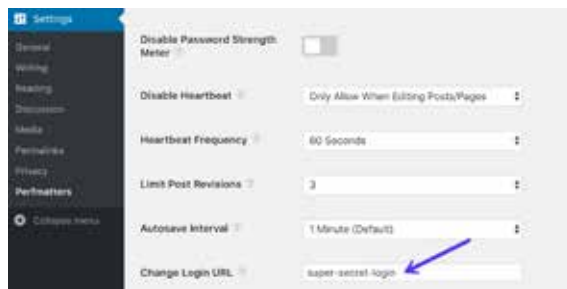 Settings
General
Writing
Reading
Discussion
Media
Permalinks
Privacy
Perfmatters
Collapse menu
Disable Password Strength
Meter ?
Disable Heartbeat ?
Only Allow When Editing Posts/Pages
Heartbeat Frequency ?
60 Seconds
Limit Post Revisions ?
3
Autosave Interval ?
1 Minute (Default)
Change Login URL ?
super-secret-login